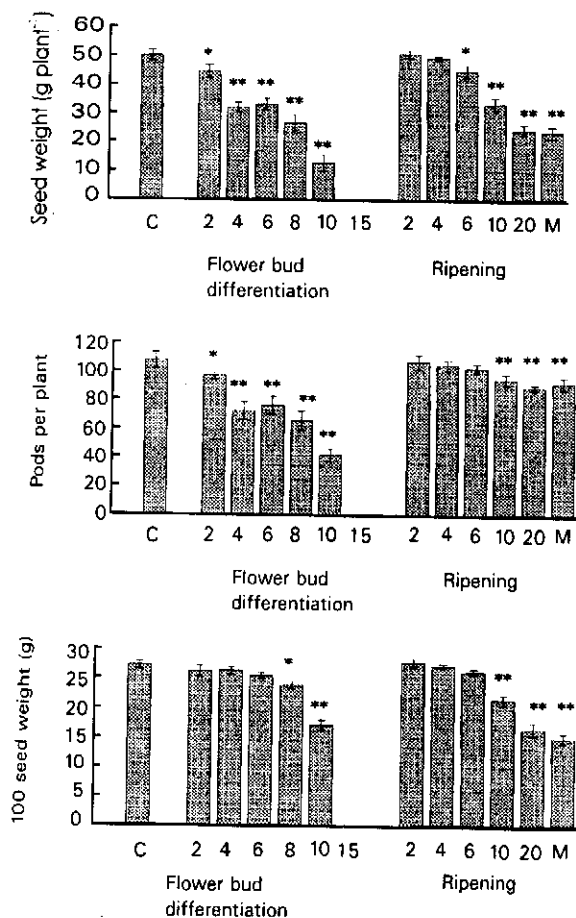 Seed weight (g plant⁻)
60
50
40
30
20
10
0
* ** ** ** ** * ** ** **
C 2 4 6 8 10 15 2 4 6 10 20 M
Flower bud differentiation
Ripening
Pods per plant
120
100
80
60
40
20
0
* ** ** ** ** ** ** **
C 2 4 6 8 10 15 2 4 6 10 20 M
Flower bud differentiation
Ripening
100 seed weight (g)
30
25
20
15
10
5
0
* ** ** ** **
C 2 4 6 8 10 15 2 4 6 10 20 M
Flower bud differentiation
Ripening